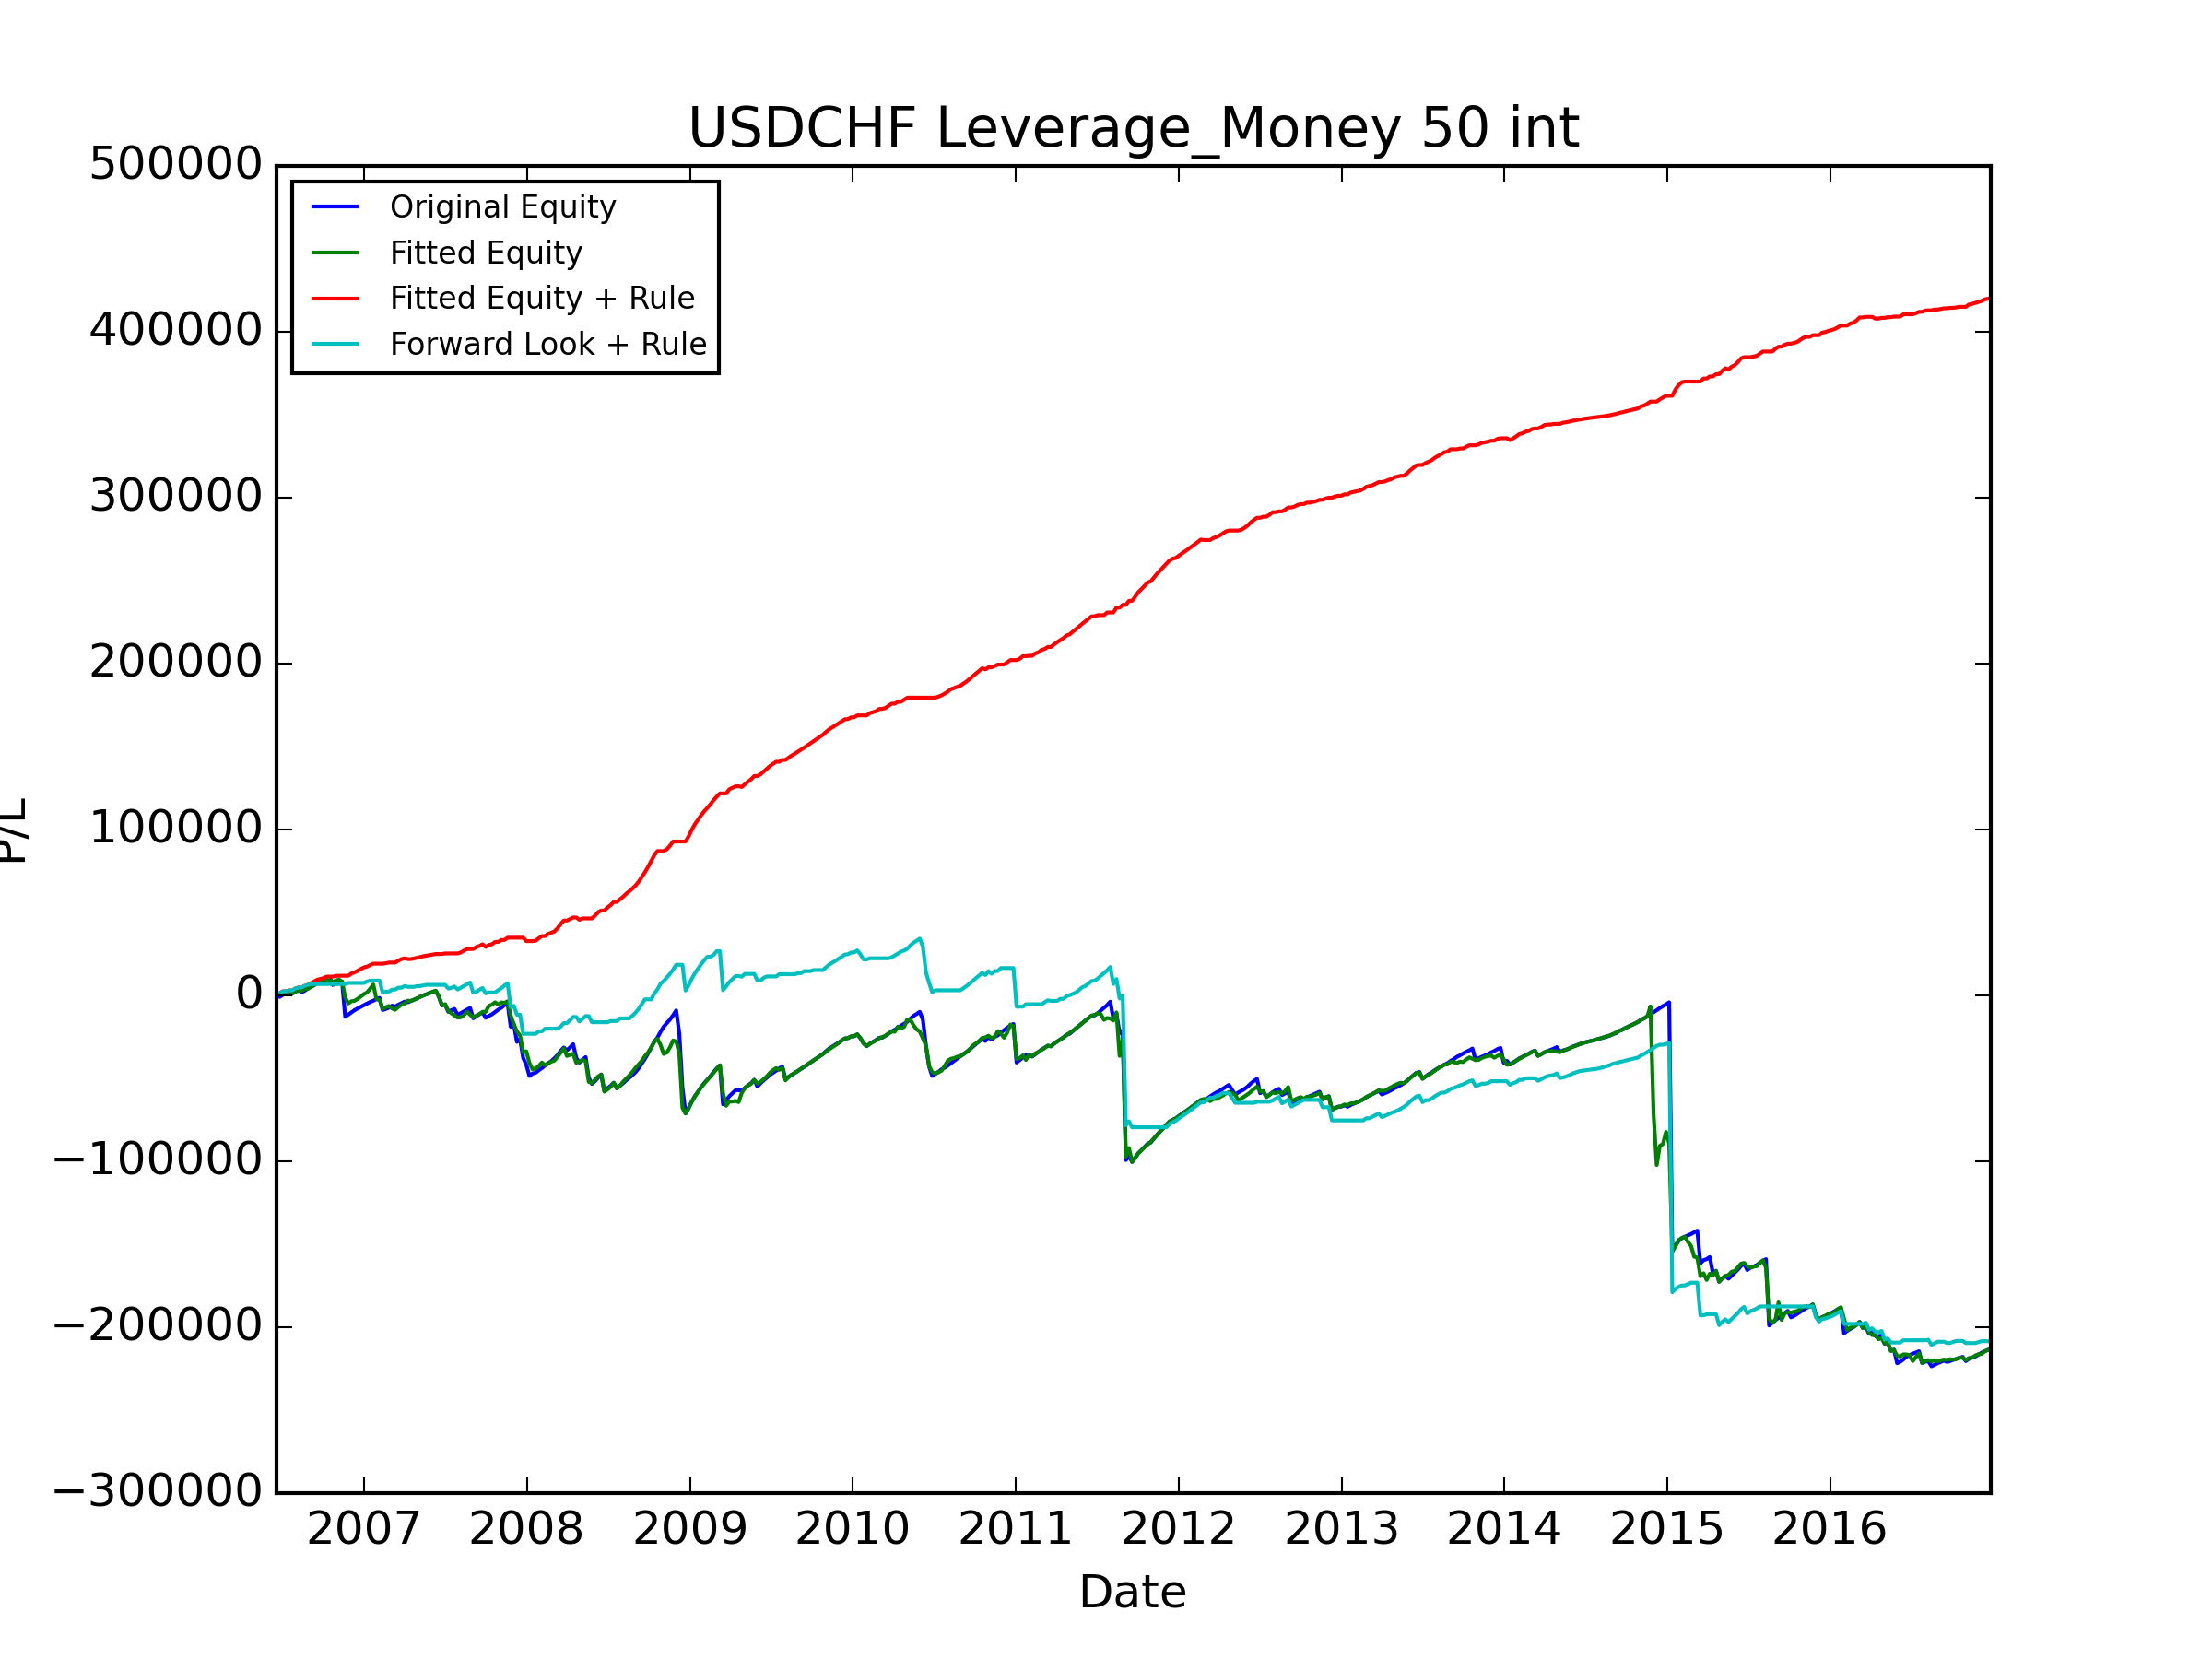 USDCHF Leverage_Money 50 int
500000
400000
300000
200000
100000
0
−100000
−200000
−300000
Original Equity
Fitted Equity
Fitted Equity + Rule
Forward Look + Rule
P/L
2007 2008 2009 2010 2011 2012 2013 2014 2015 2016
Date